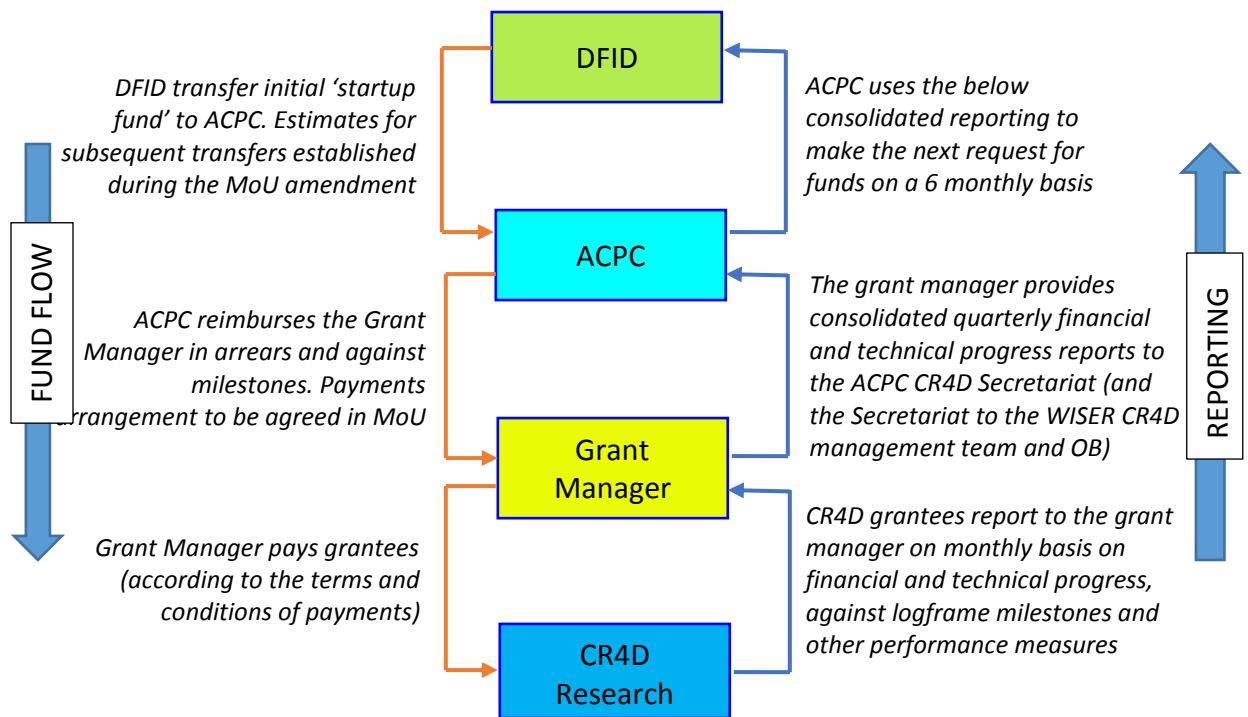 DFID
DFID transfer initial ‘startup
fund’ to ACPC. Estimates for
subsequent transfers established
during the MoU amendment
ACPC uses the below
consolidated reporting to
make the next request for
funds on a 6 monthly basis
FUND FLOW
REPORTING
ACPC
ACPC reimburses the Grant
Manager in arrears and against
milestones. Payments
arrangement to be agreed in MoU
The grant manager provides
consolidated quarterly financial
and technical progress reports to
the ACPC CR4D Secretariat (and
the Secretariat to the WISER CR4D
management team and OB)
Grant
Manager
Grant Manager pays grantees
(according to the terms and
conditions of payments)
CR4D grantees report to the grant
manager on monthly basis on
financial and technical progress,
against logframe milestones and
other performance measures
CR4D
Research